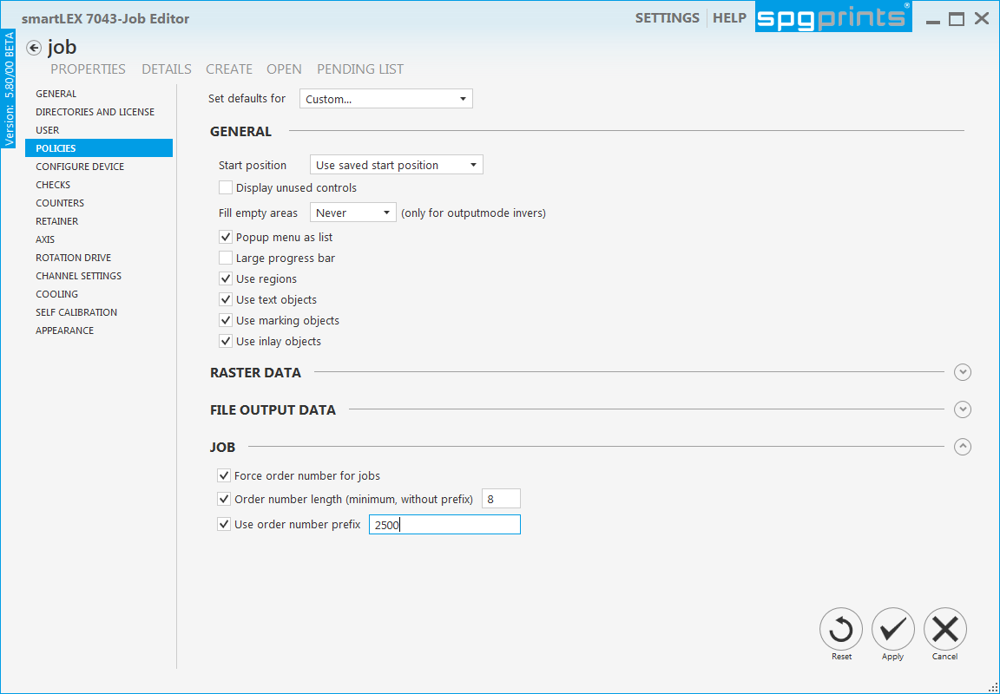 smartLEX 7043-Job Editor
SETTINGS HELP spgprints®
Version: 5.80/00 BETA
job
PROPERTIES DETAILS CREATE OPEN PENDING LIST
GENERAL
DIRECTORIES AND LICENSE
USER
POLICIES
CONFIGURE DEVICE
CHECKS
COUNTERS
RETAINER
AXIS
ROTATION DRIVE
CHANNEL SETTINGS
COOLING
SELF CALIBRATION
APPEARANCE
Set defaults for Custom...
GENERAL
Start position Use saved start position
Display unused controls
Fill empty areas Never (only for outputmode invers)
Popup menu as list
Large progress bar
Use regions
Use text objects
Use marking objects
Use inlay objects
RASTER DATA
FILE OUTPUT DATA
JOB
Force order number for jobs
Order number length (minimum, without prefix) 8
Use order number prefix 2500
Reset Apply Cancel